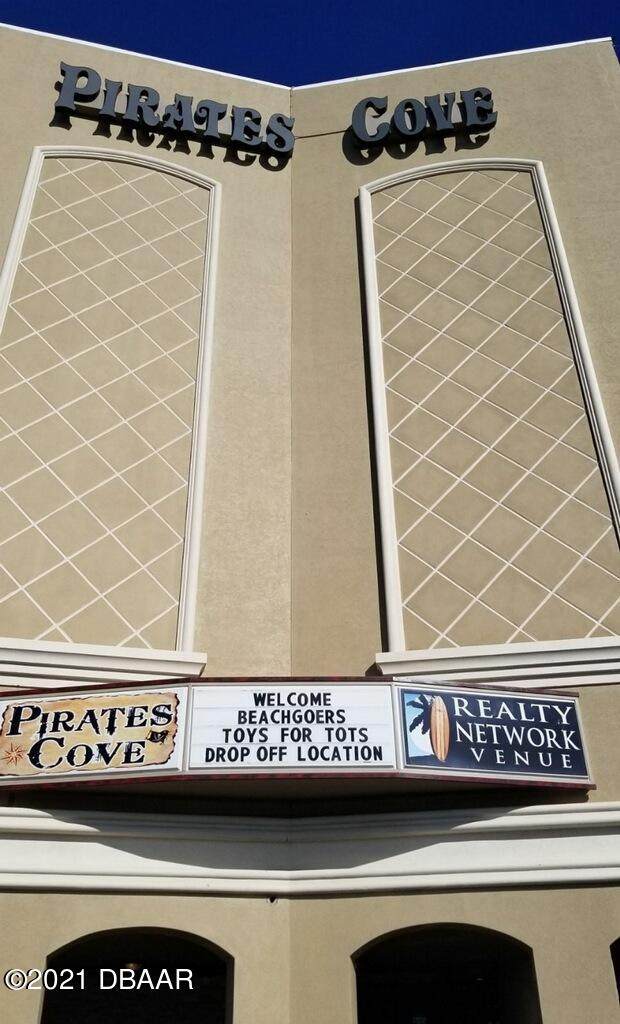 PIRATES COVE
PIRATES
COVE
WELCOME
BEACHGOERS
TOYS FOR TOTS
DROP OFF LOCATION
REALTY
NETWORK
VENUE
©2021 DBAAR